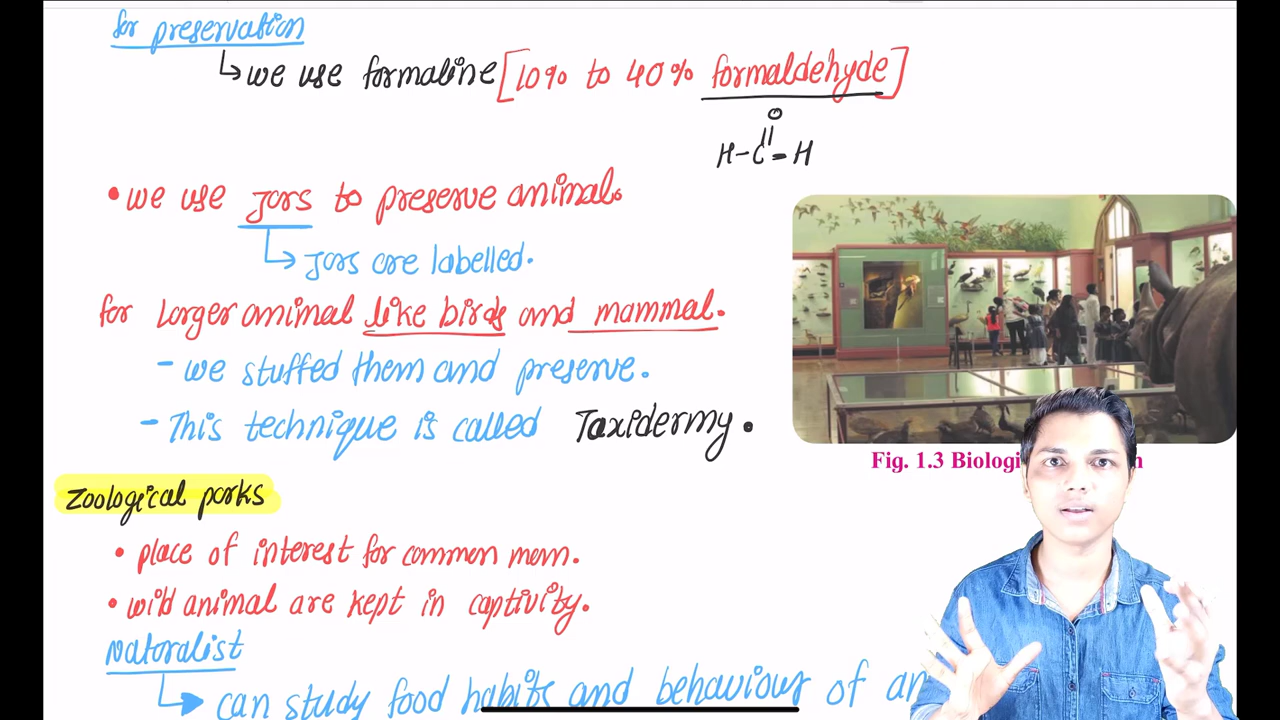 for preservation
↳ we use formaline [10% to 40% formaldehyde]
O
H-C-H
• we use Jars to preserve animal.
↳ Jars are labelled.
for larger animal like birds and mammal.
- we stuffed them and preserve.
- This technique is called Taxidermy.
Fig. 1.3 Biologi
Zoological parks
• place of interest for common mam.
• wild animal are kept in captivity.
Naturalist
can study food habits and behaviour of an